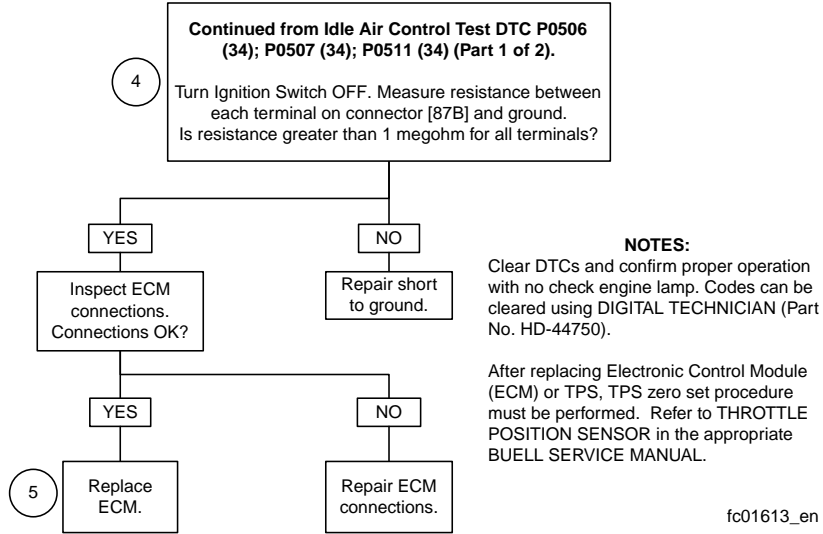 Continued from Idle Air Control Test DTC P0506
(34); P0507 (34); P0511 (34) (Part 1 of 2).
4
Turn Ignition Switch OFF. Measure resistance between
each terminal on connector [87B] and ground.
Is resistance greater than 1 megohm for all terminals?
YES
NO
Inspect ECM
connections.
Connections OK?
Repair short
to ground.
YES
NO
5
Replace
ECM.
Repair ECM
connections.
NOTES:
Clear DTCs and confirm proper operation
with no check engine lamp. Codes can be
cleared using DIGITAL TECHNICIAN (Part
No. HD-44750).
After replacing Electronic Control Module
(ECM) or TPS, TPS zero set procedure
must be performed. Refer to THROTTLE
POSITION SENSOR in the appropriate
BUELL SERVICE MANUAL.
fc01613_en